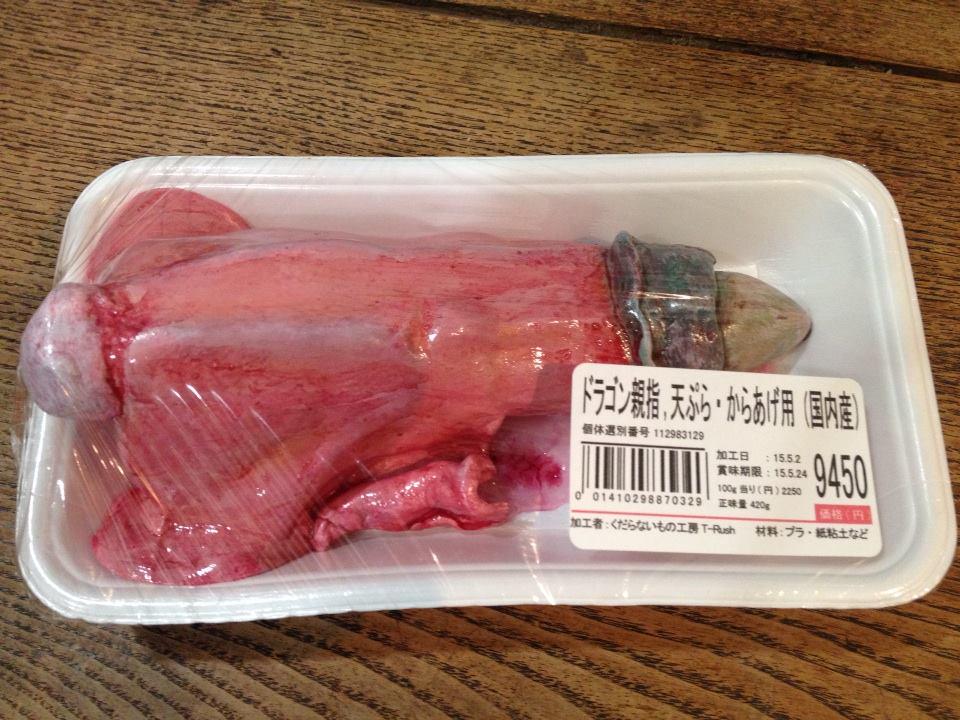 ドラゴン親指，天ぷら・からあげ用（国内産）
個体選別番号 112983129
加工日 ：15.5.2
賞味期限：15.5.24
100g 当り（円）2250
正味量 420g
9450
価格（円）
0 01410298870329
加工者：くだらないもの工房 T-Rush 材料：プラ・紙粘土など